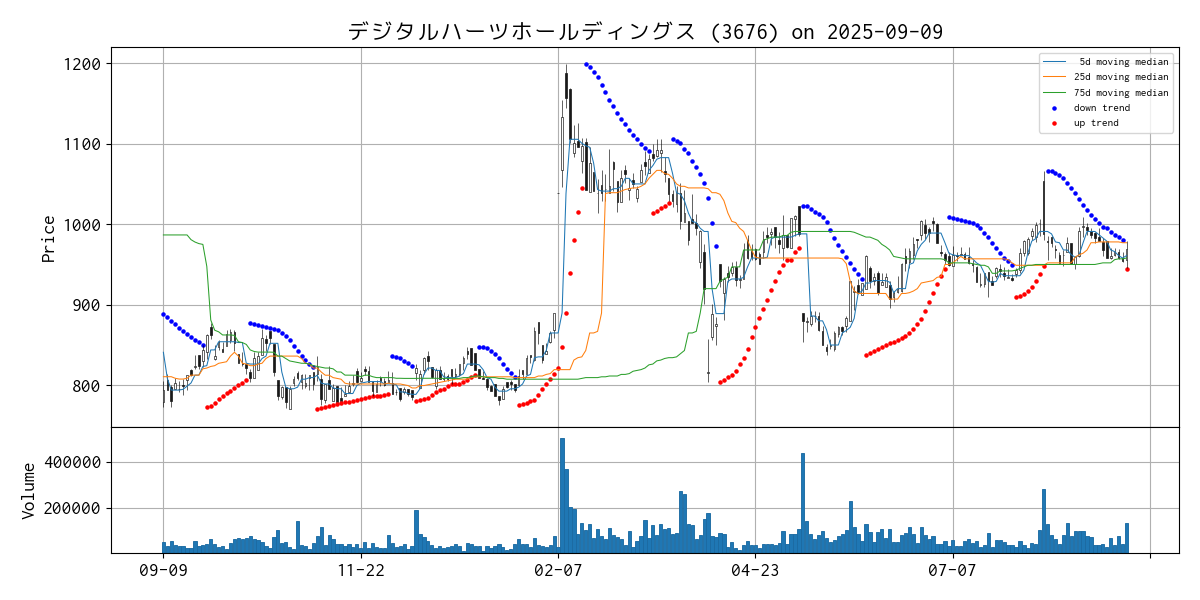 デジタルハーツホールディングス (3676) on 2025-09-09
1200
1100
1000
900
800
Price
5d moving median
25d moving median
75d moving median
down trend
up trend
400000
200000
Volume
09-09
11-22
02-07
04-23
07-07